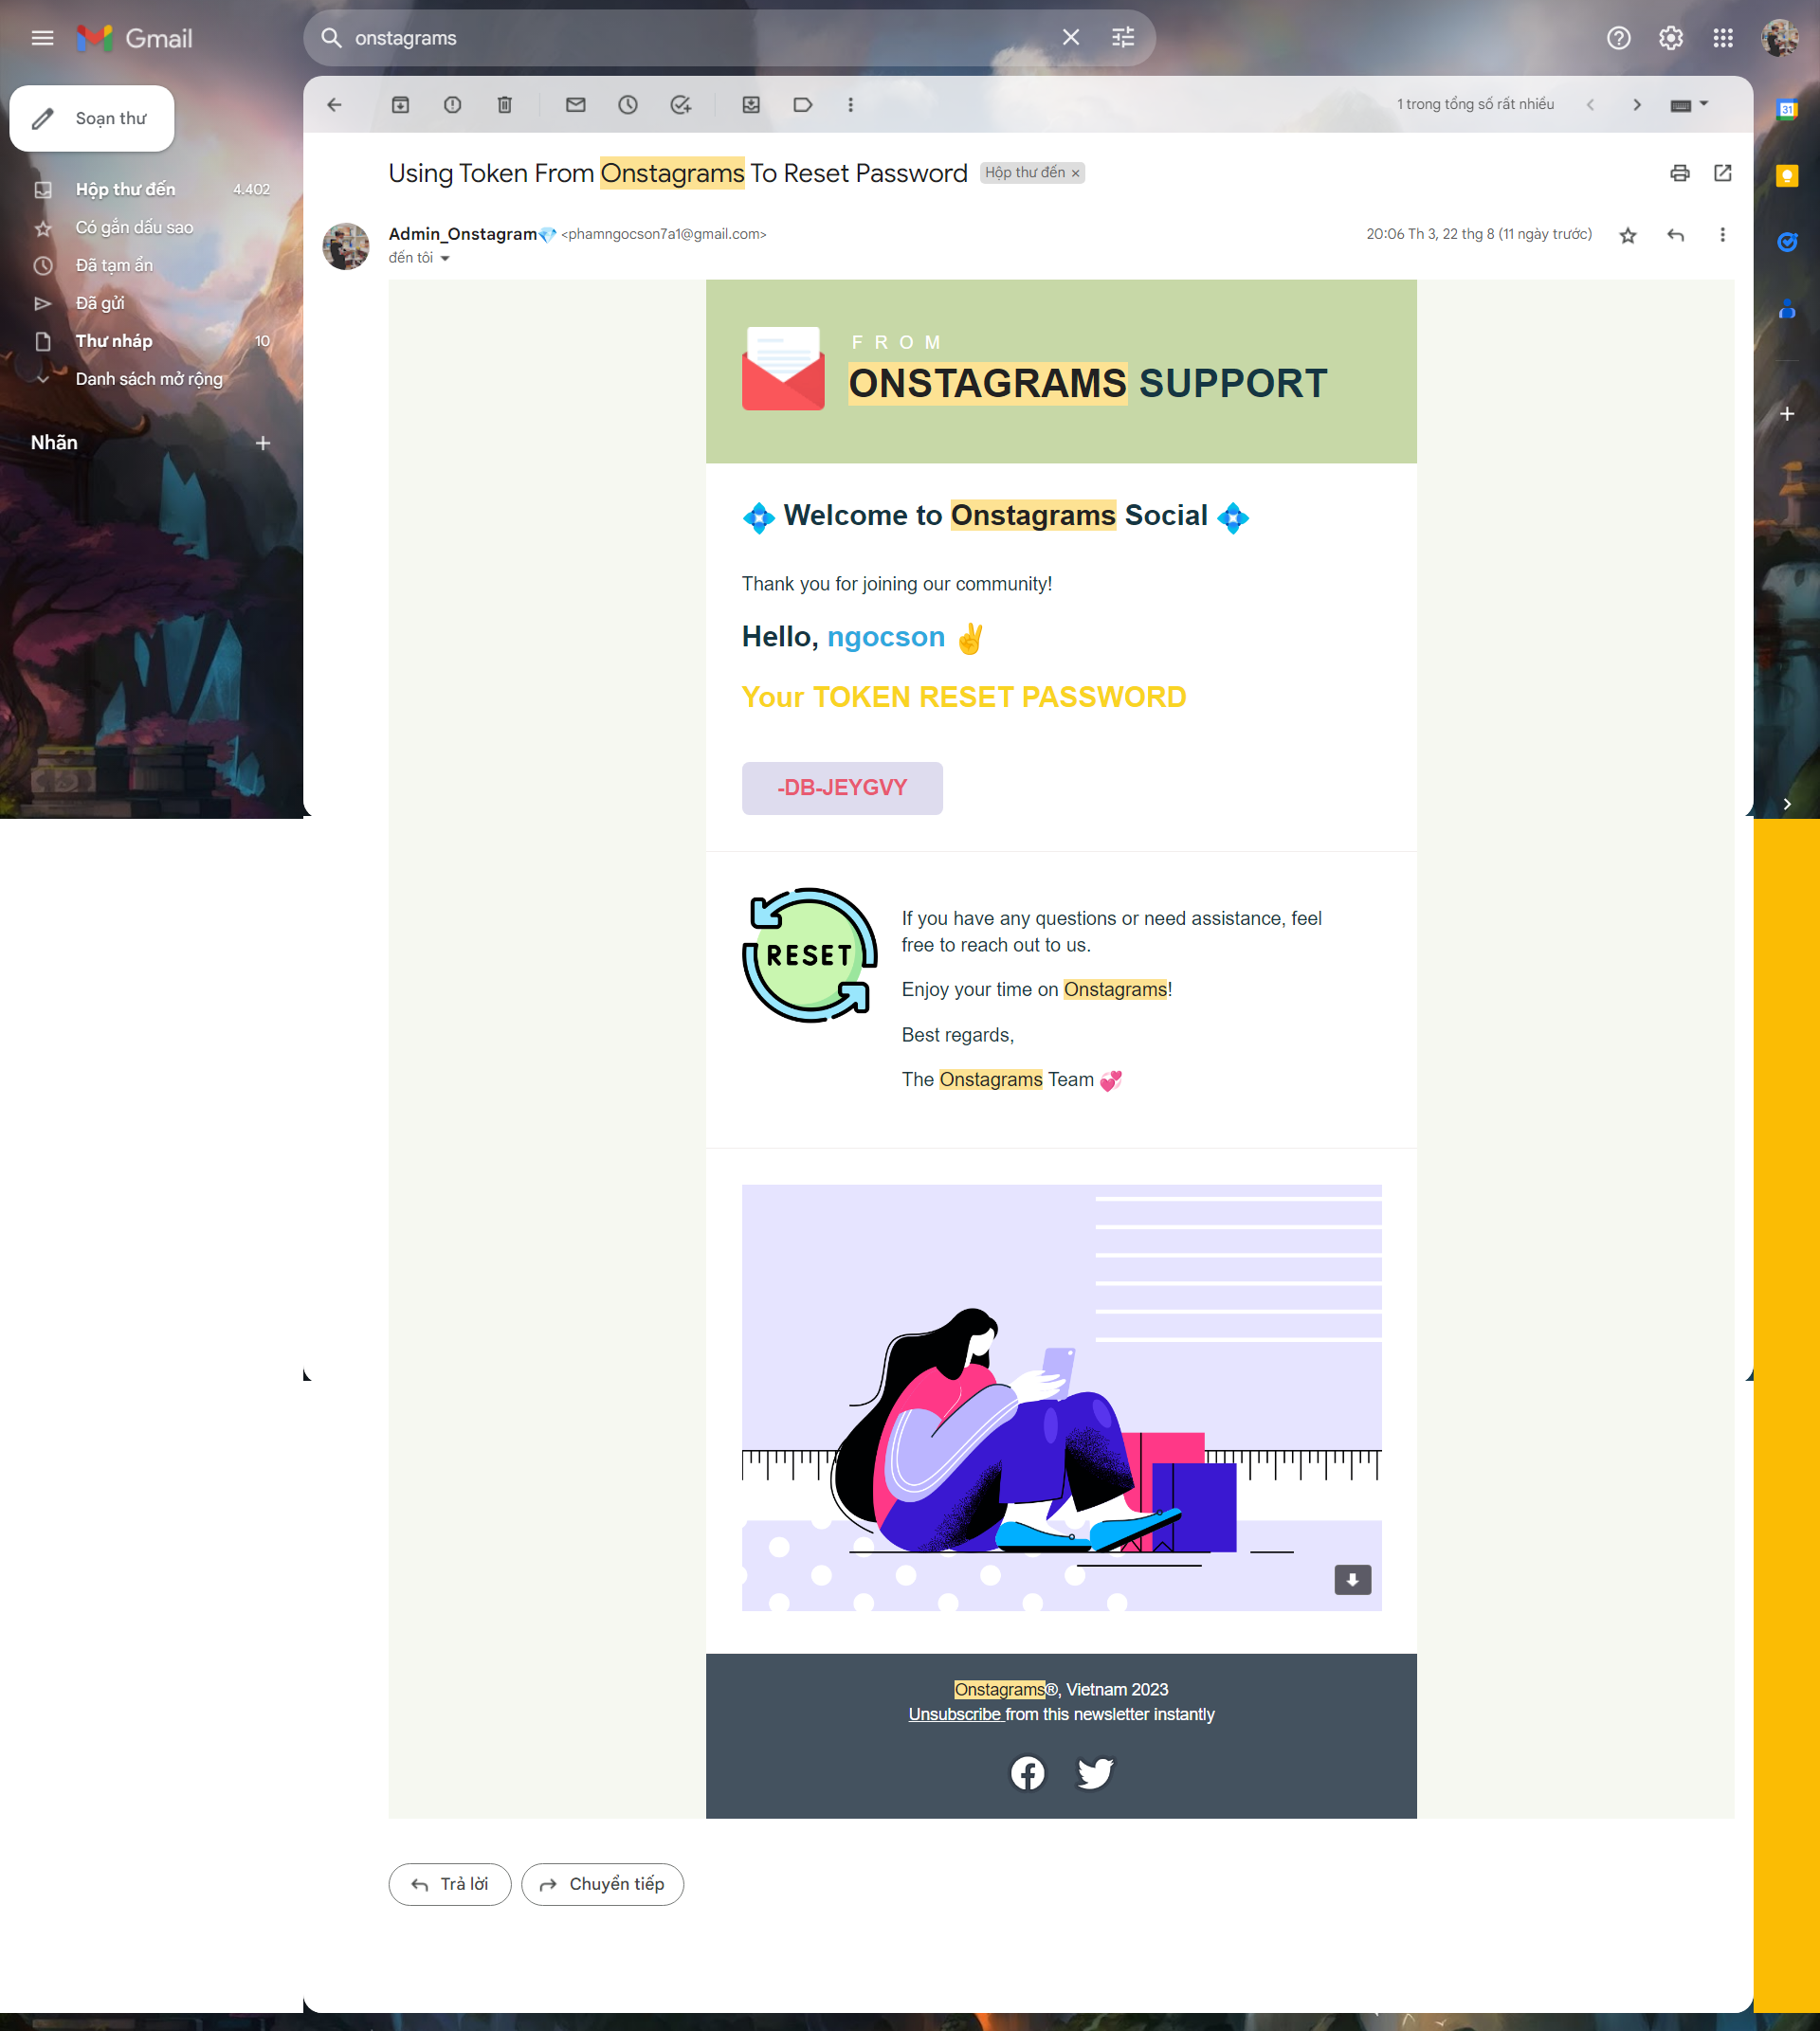 Gmail
onstagrams
Soạn thư
1 trong tổng số rất nhiều
31
Hộp thư đến 4.402
Có gắn dấu sao
Đã tạm ẩn
Đã gửi
Thư nháp 10
Danh sách mở rộng
Nhãn
Using Token From Onstagrams To Reset Password Hộp thư đến ×
Admin_Onstagram💎 <phamngocson7a1@gmail.com>
20:06 Th 3, 22 thg 8 (11 ngày trước)
đến tôi
FROM
ONSTAGRAMS SUPPORT
💠 Welcome to Onstagrams Social 💠
Thank you for joining our community!
Hello, ngocson ✌️
Your TOKEN RESET PASSWORD
-DB-JEYGVY
RESET
If you have any questions or need assistance, feel
free to reach out to us.
Enjoy your time on Onstagrams!
Best regards,
The Onstagrams Team 💞
Onstagrams®, Vietnam 2023
Unsubscribe from this newsletter instantly
Trả lời
Chuyển tiếp